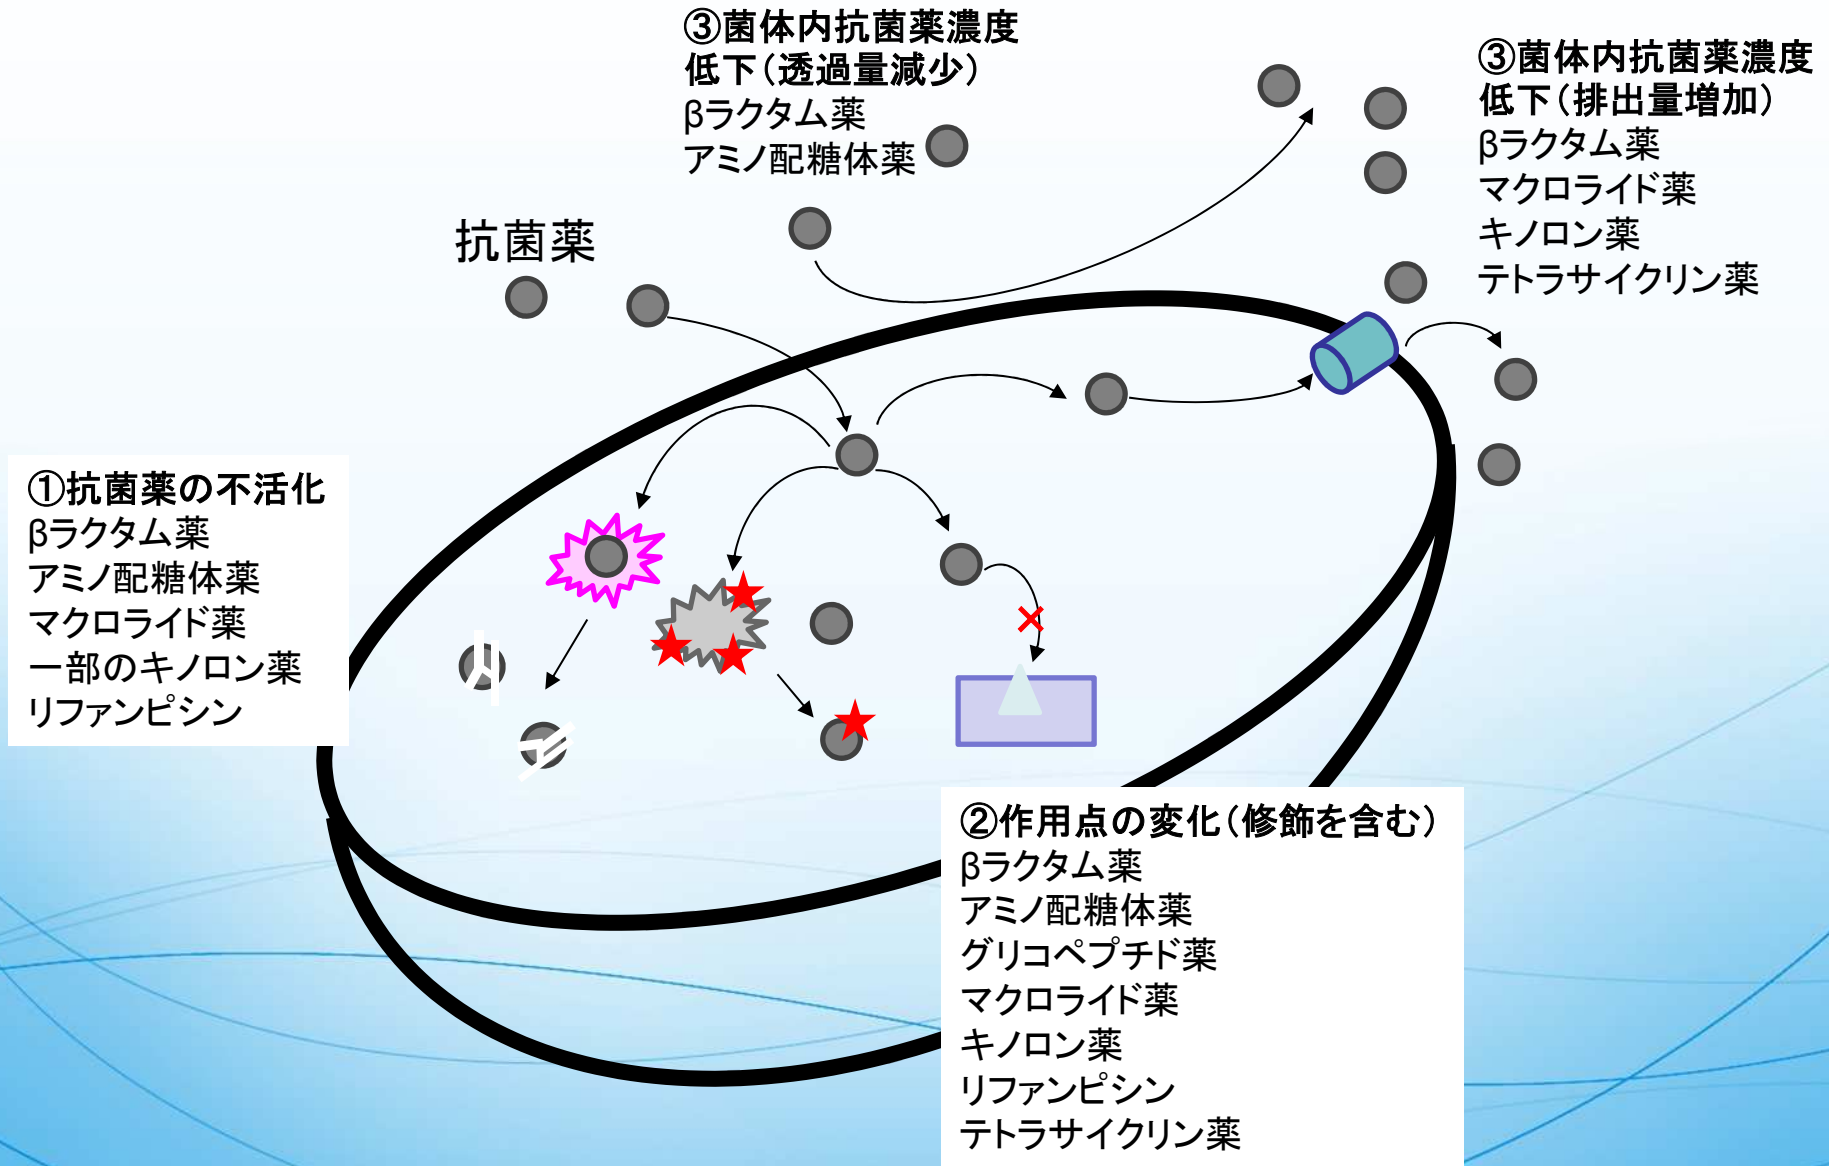 ③菌体内抗菌薬濃度
低下（透過量減少）
βラクタム薬
アミノ配糖体薬
③菌体内抗菌薬濃度
低下（排出量増加）
βラクタム薬
マクロライド薬
キノロン薬
テトラサイクリン薬
抗菌薬
①抗菌薬の不活化
βラクタム薬
アミノ配糖体薬
マクロライド薬
一部のキノロン薬
リファンピシン
②作用点の変化（修飾を含む）
βラクタム薬
アミノ配糖体薬
グリコペプチド薬
マクロライド薬
キノロン薬
リファンピシン
テトラサイクリン薬